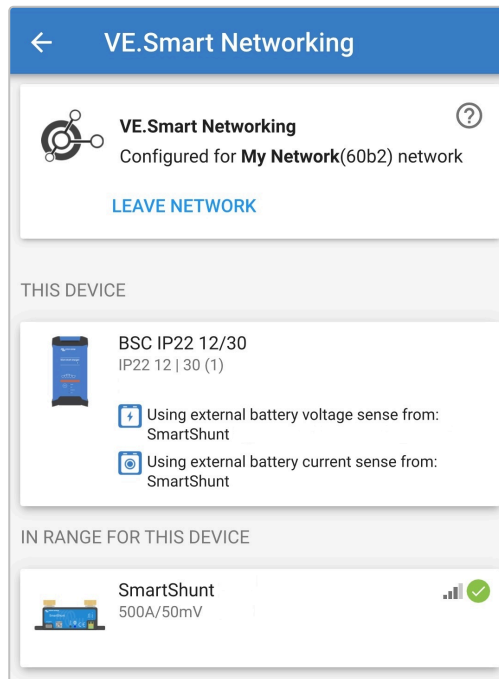 VE.Smart Networking
VE.Smart Networking
Configured for My Network(60b2) network
LEAVE NETWORK
THIS DEVICE
BSC IP22 12/30
IP22 12 | 30 (1)
Using external battery voltage sense from:
SmartShunt
Using external battery current sense from:
SmartShunt
IN RANGE FOR THIS DEVICE
SmartShunt
500A/50mV